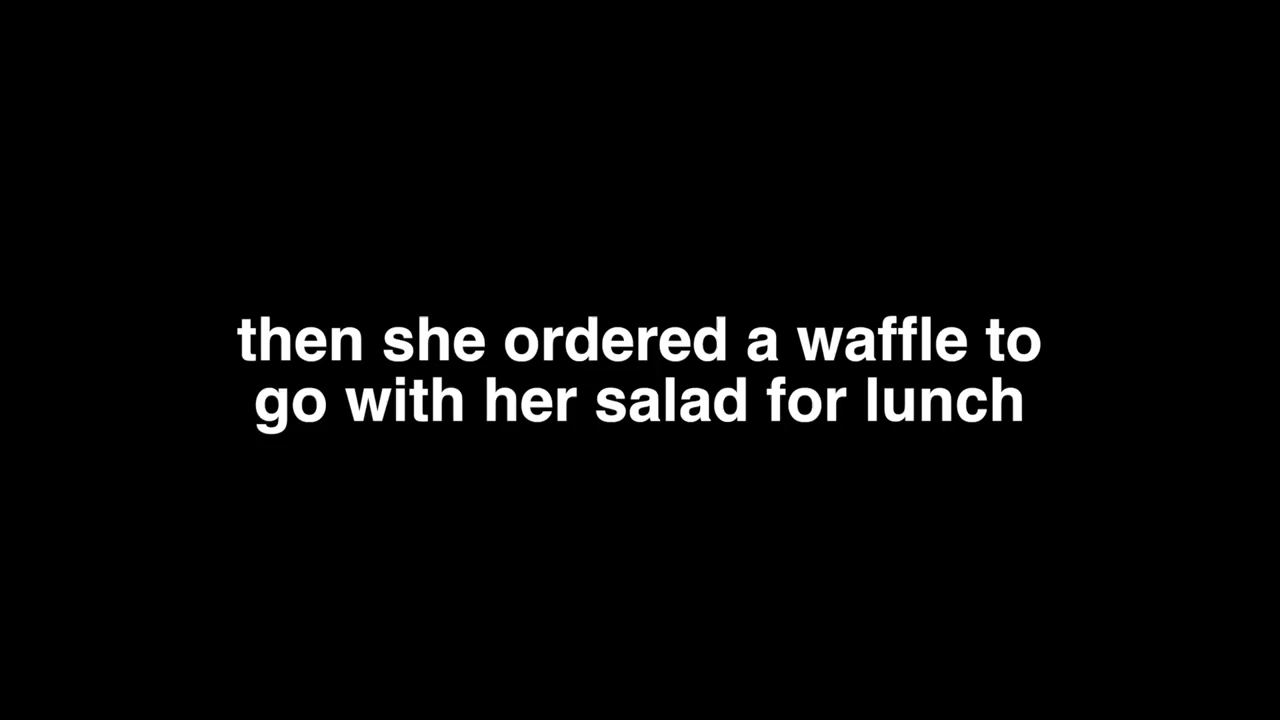 then she ordered a waffle to
go with her salad for lunch